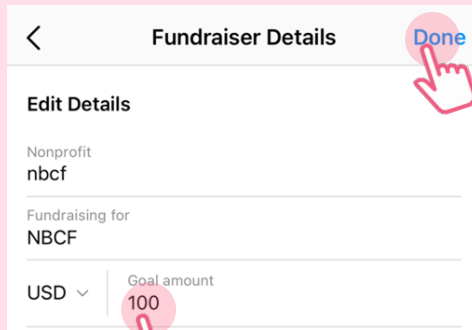 Fundraiser Details Done
Edit Details
Nonprofit
nbcf
Fundraising for
NBCF
Goal amount
USD 100